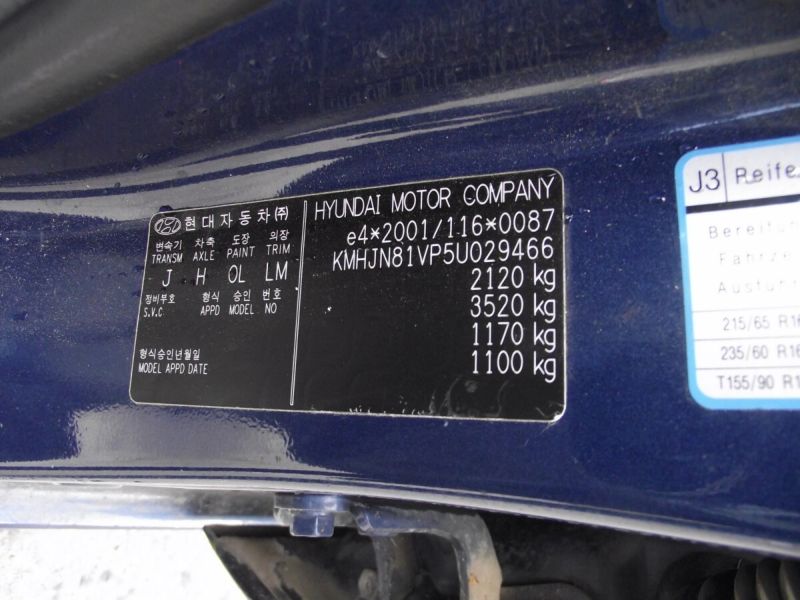 현대자동차(주)
변속기 차축 도장 의장
TRANSM AXLE PAINT TRIM
J H OL LM
정비부호 형식 승인 번호
S.V.C APPD MODEL NO
형식승인년월일
MODEL APPD DATE
HYUNDAI MOTOR COMPANY
e4*2001/116*0087
KMHJN81VP5U029466
2120 kg
3520 kg
1170 kg
1100 kg
J3 Reife
Bereifun
Fahrze
Ausfüh
215/65 R16
235/60 R16
T155/90 R1